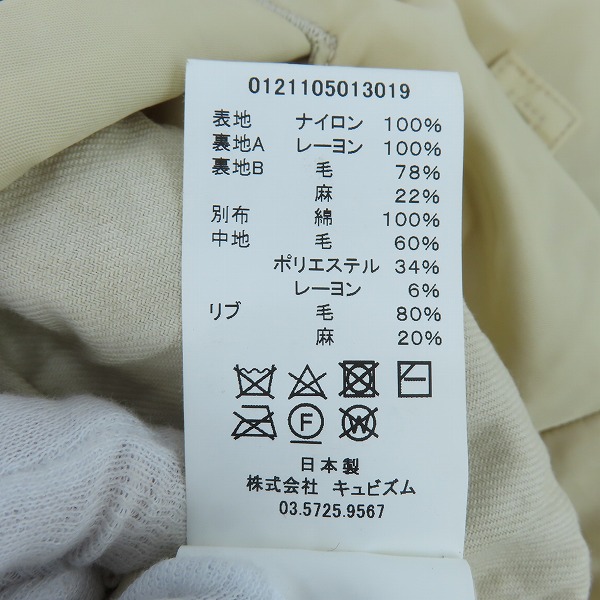 0121105013019
表地 ナイロン 100%
裏地A レーヨン 100%
裏地B 毛 78%
麻 22%
別布 綿 100%
中地 毛 60%
ポリエステル 34%
レーヨン 6%
リブ 毛 80%
麻 20%
F W
日本製
株式会社 キュビズム
03.5725.9567